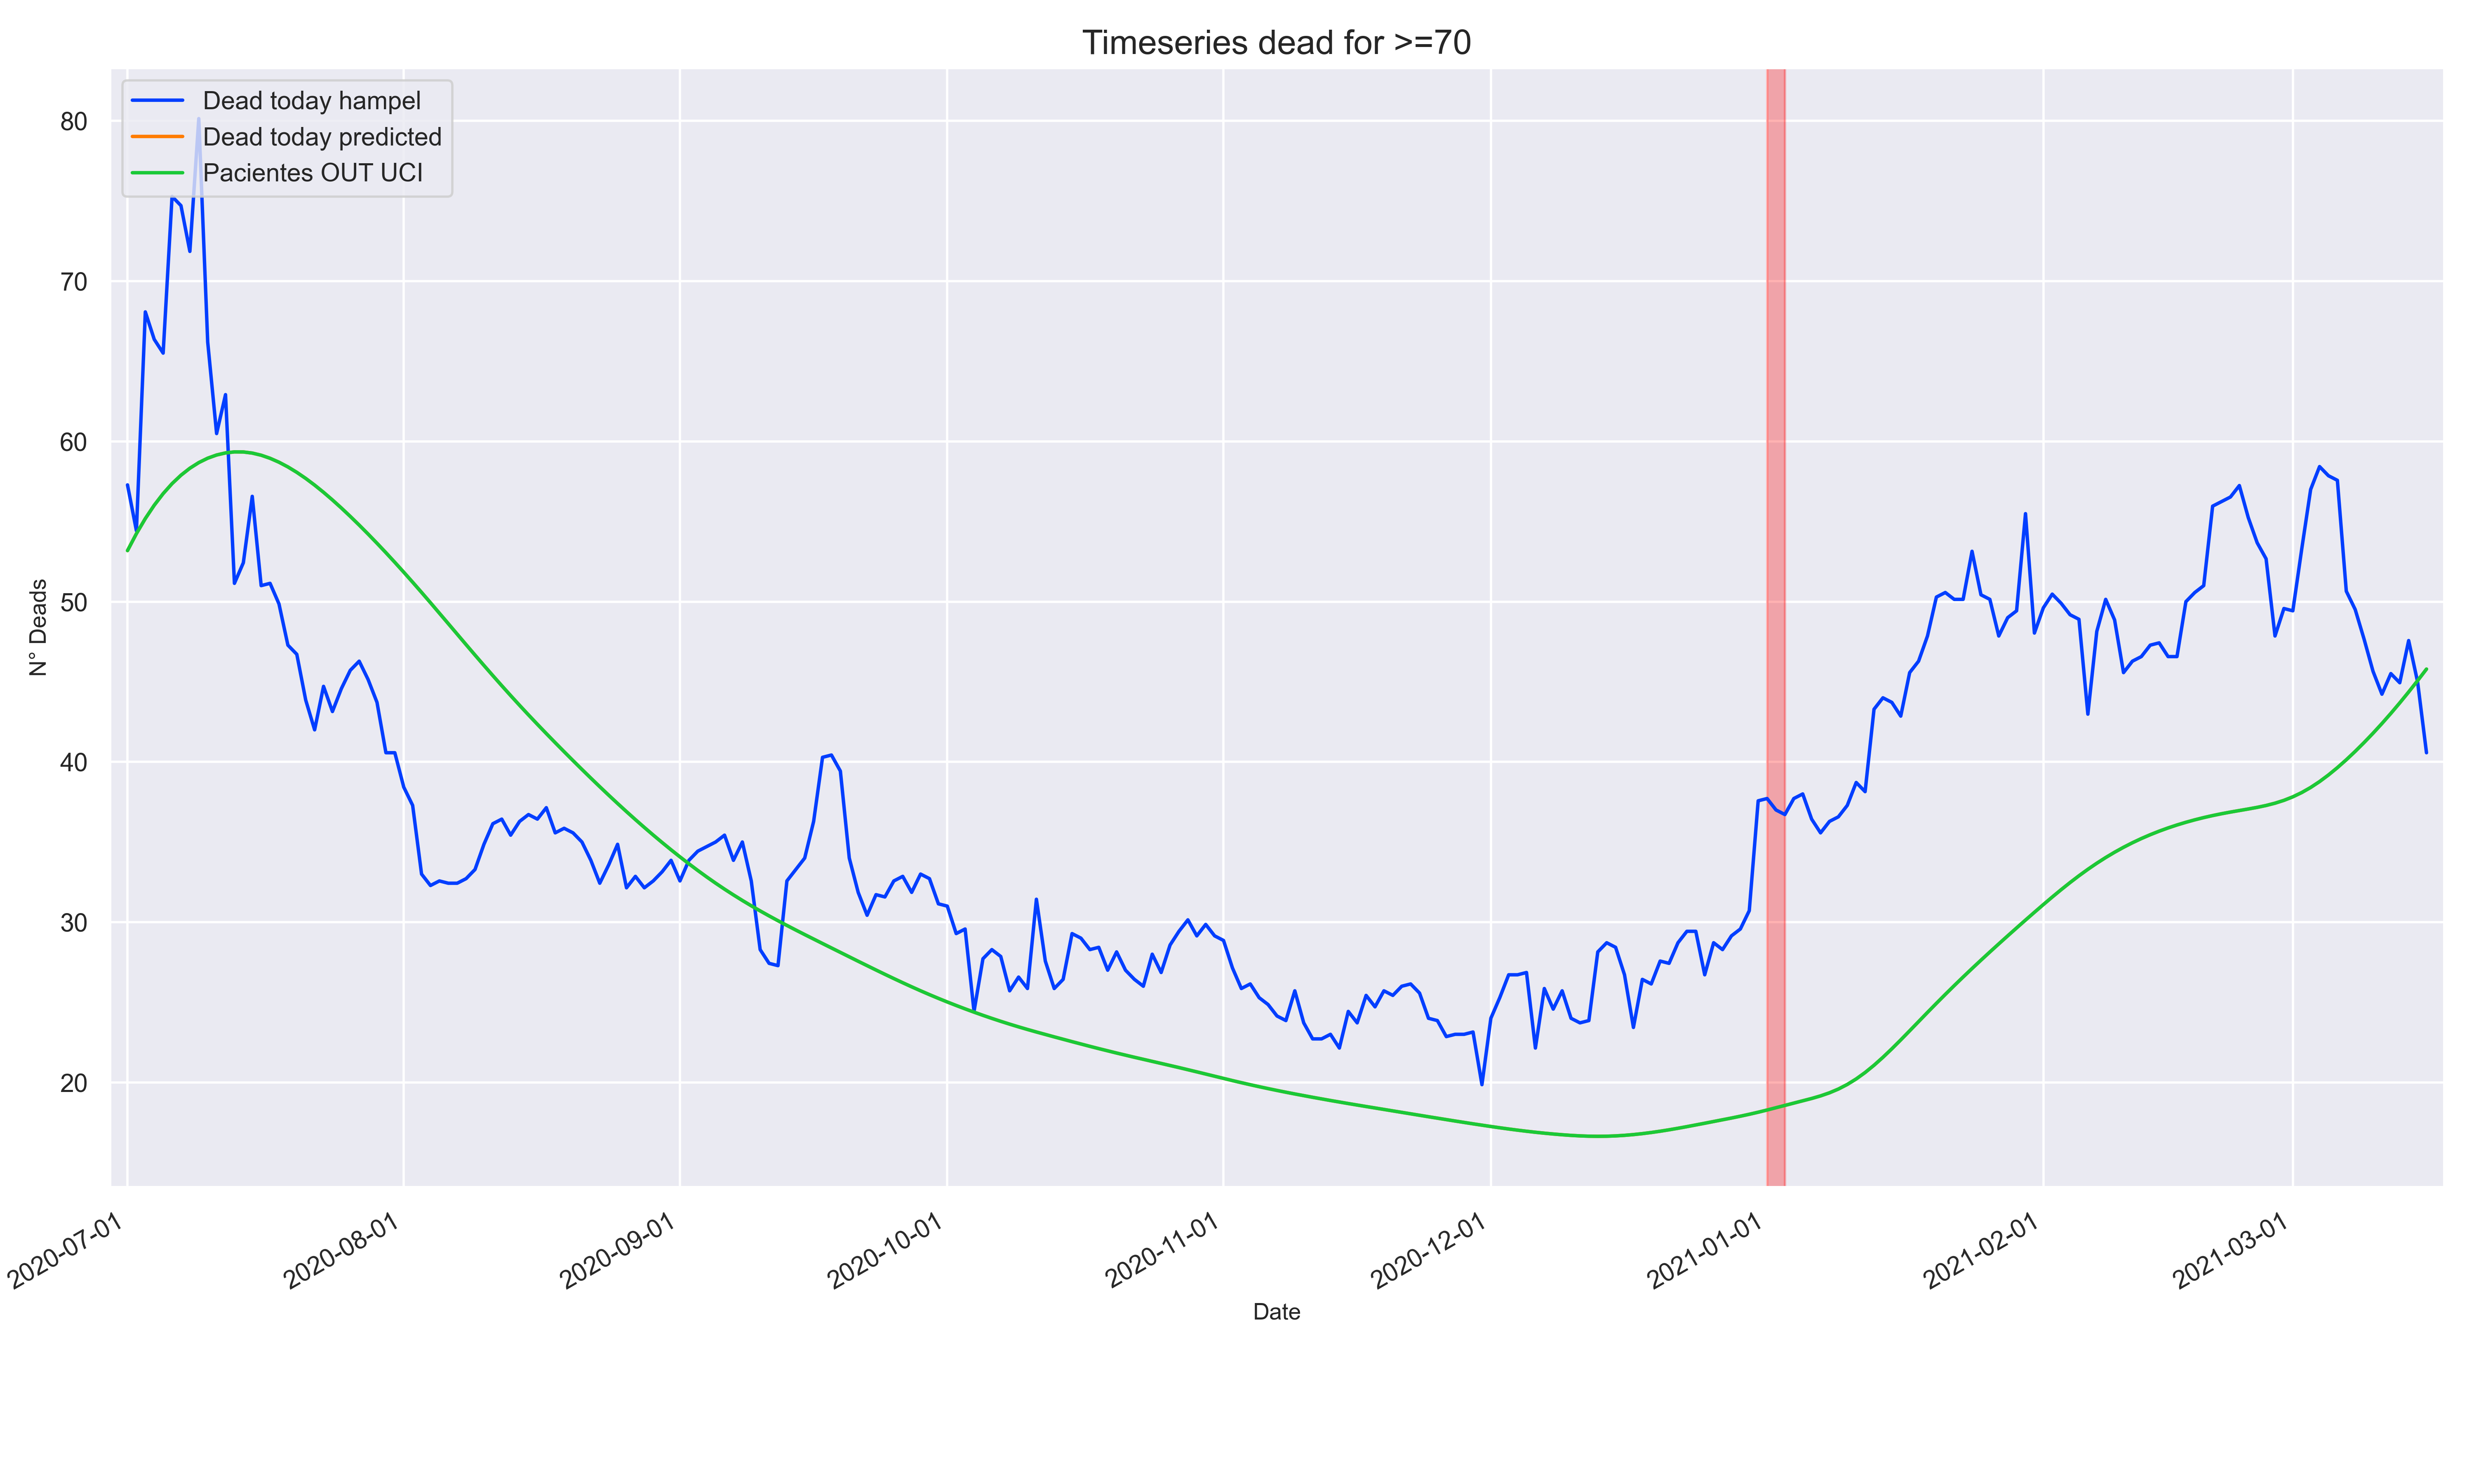 Timeseries dead for >=70
Dead today hampel
Dead today predicted
Pacientes OUT UCI
80
70
60
50
40
30
20
N° Deads
2020-07-01
2020-08-01
2020-09-01
2020-10-01
2020-11-01
2020-12-01
2021-01-01
2021-02-01
2021-03-01
Date